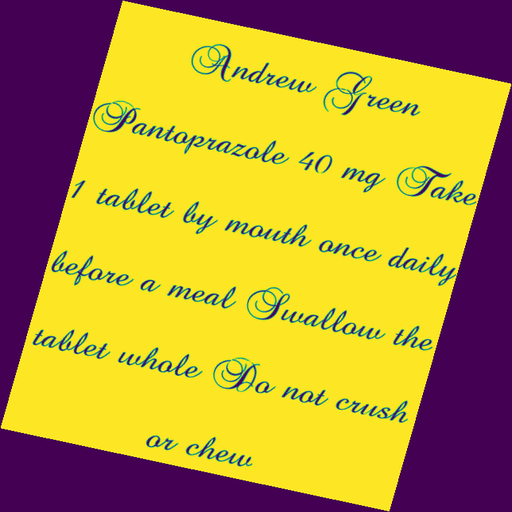 Andrew Green
Pantoprazole 40 mg Take
1 tablet by mouth once daily
before a meal Swallow the
tablet whole Do not crush
or chew